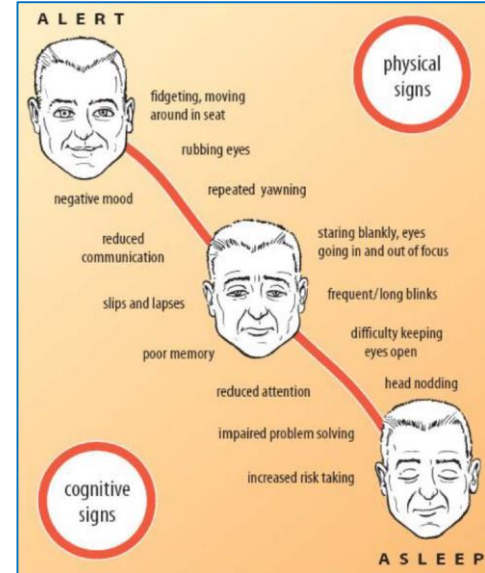 ALERT
physical
signs
fidgeting, moving
around in seat
rubbing eyes
repeated yawning
negative mood
staring blankly, eyes
going in and out of focus
reduced
communication
frequent/long blinks
slips and lapses
difficulty keeping
eyes open
poor memory
head nodding
reduced attention
impaired problem solving
increased risk taking
cognitive
signs
ASLEEP